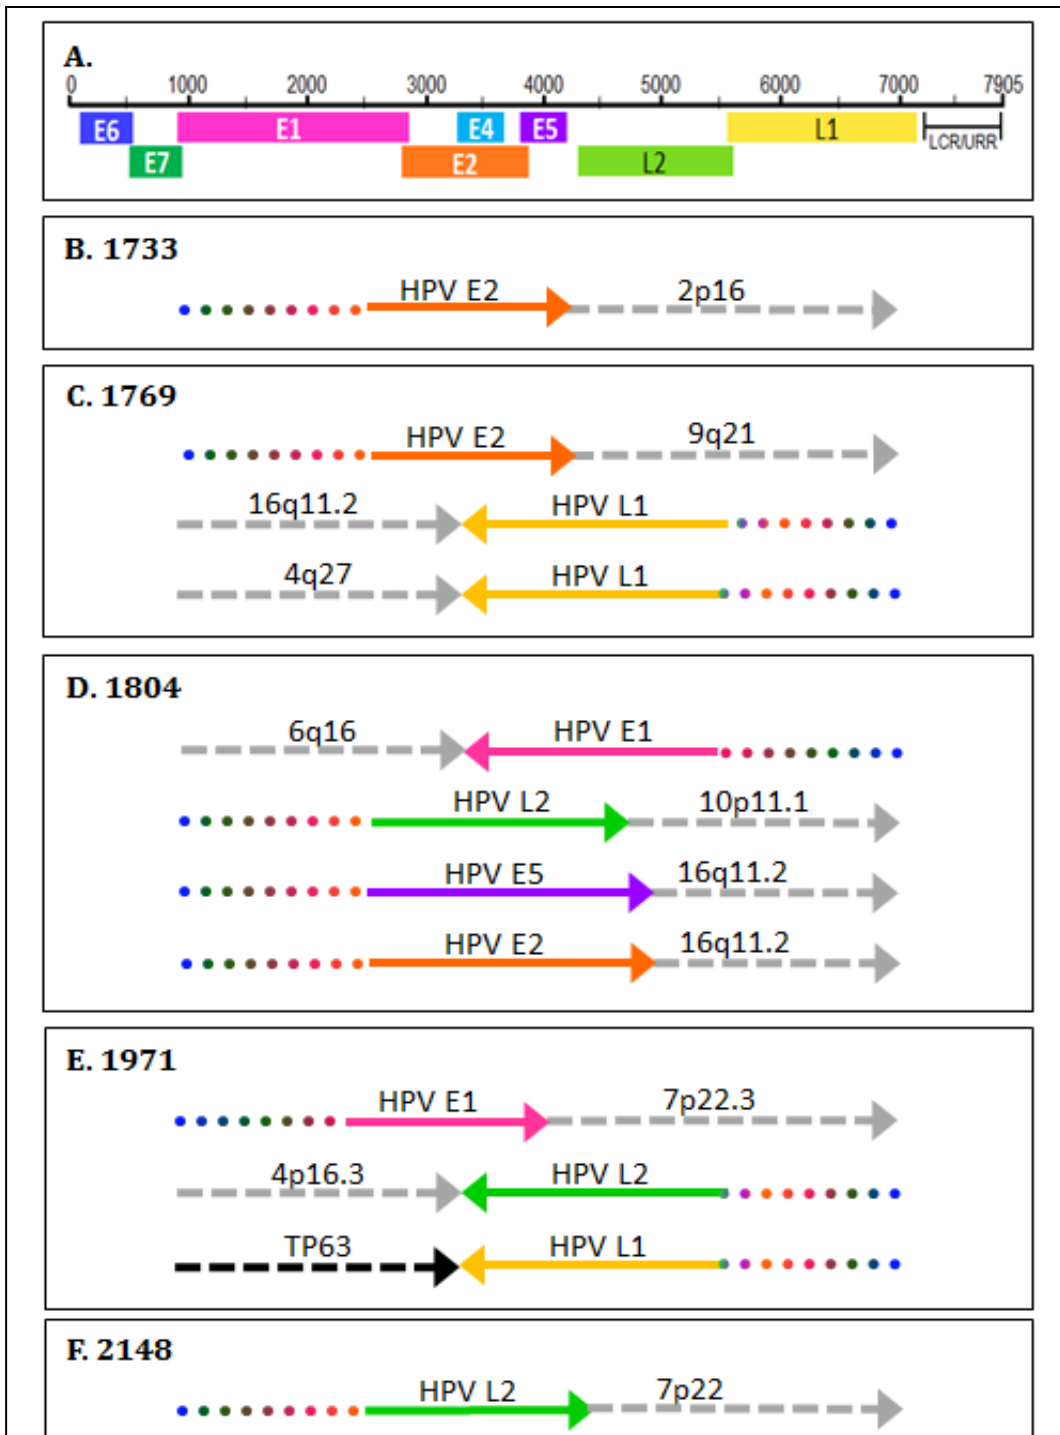 A.
0 1000 2000 3000 4000 5000 6000 7000 7905
E6 E1 E4 E5 L1 LCR/URR
E7 E2 L2
B. 1733
HPV E2 2p16
C. 1769
HPV E2 9q21
16q11.2 HPV L1
4q27 HPV L1
D. 1804
6q16 HPV E1
HPV L2 10p11.1
HPV E5 16q11.2
HPV E2 16q11.2
E. 1971
HPV E1 7p22.3
4p16.3 HPV L2
TP63 HPV L1
F. 2148
HPV L2 7p22